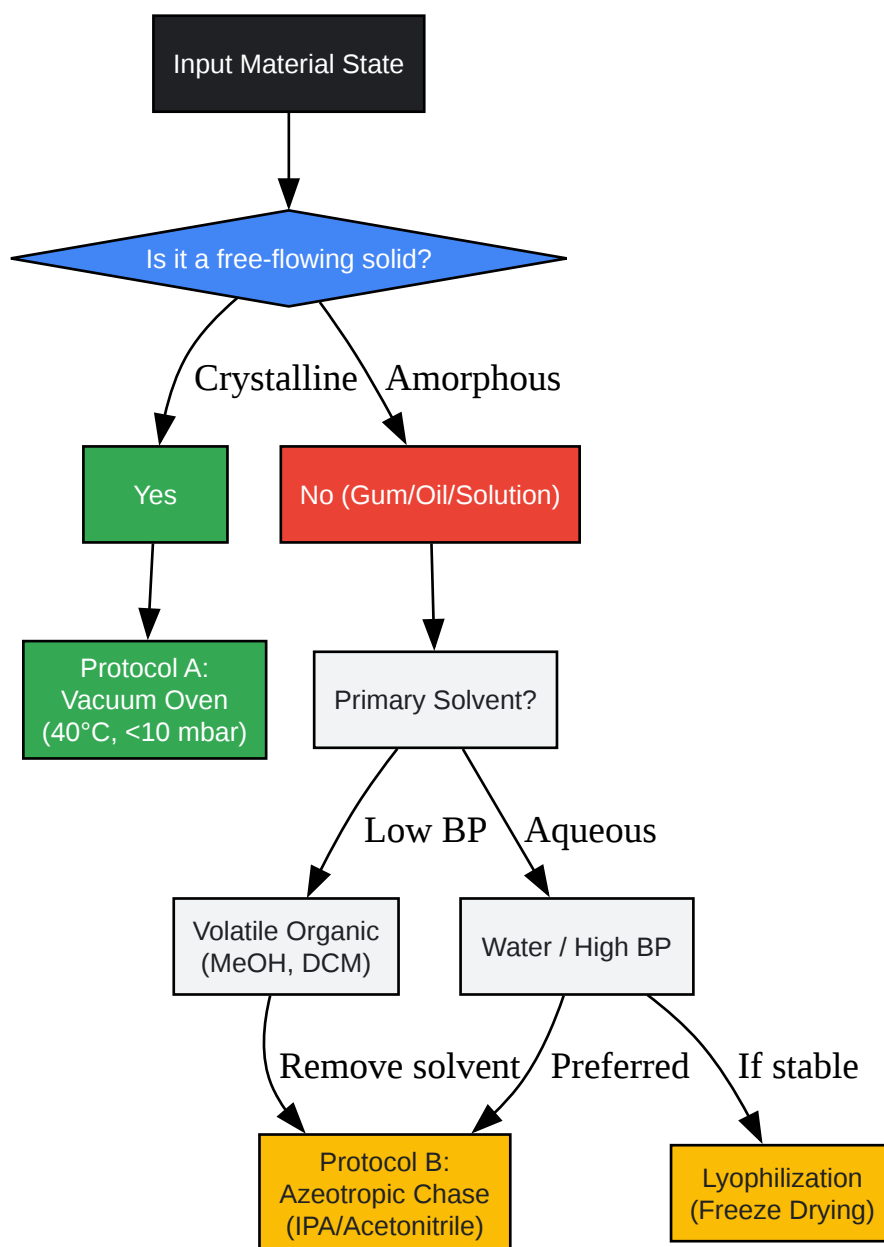 Input Material State
Is it a free-flowing solid?
Crystalline
Amorphous
Yes
No (Gum/Oil/Solution)
Protocol A:
Vacuum Oven
(40°C, <10 mbar)
Primary Solvent?
Low BP
Aqueous
Volatile Organic
(MeOH, DCM)
Water / High BP
Remove solvent
Preferred
If stable
Protocol B:
Azeotropic Chase
(IPA/Acetonitrile)
Lyophilization
(Freeze Drying)